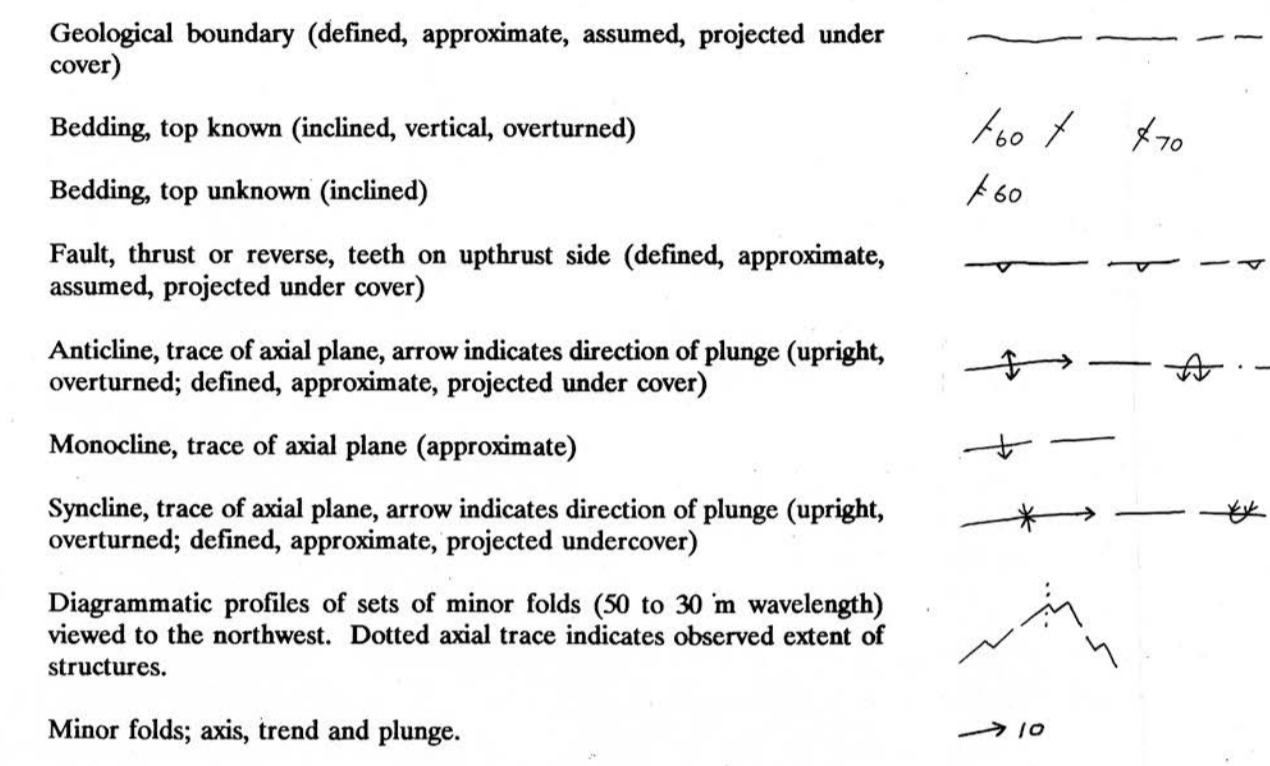 Geological boundary (defined, approximate, assumed, projected under
cover)
Bedding, top known (inclined, vertical, overturned)
60
70
Bedding, top unknown (inclined)
60
Fault, thrust or reverse, teeth on upthrust side (defined, approximate,
assumed, projected under cover)
Anticline, trace of axial plane, arrow indicates direction of plunge (upright,
overturned; defined, approximate, projected under cover)
Monocline, trace of axial plane (approximate)
Syncline, trace of axial plane, arrow indicates direction of plunge (upright,
overturned; defined, approximate, projected undercover)
Diagrammatic profiles of sets of minor folds (50 to 30 m wavelength)
viewed to the northwest. Dotted axial trace indicates observed extent of
structures.
Minor folds; axis, trend and plunge.
10